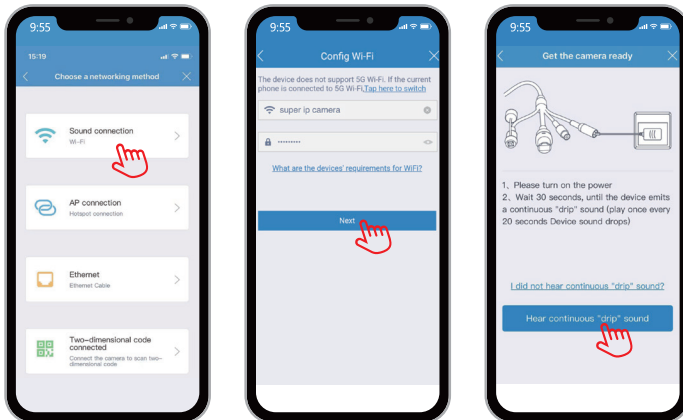 9:55
15:19
Choose a networking method
Sound connection
Wi-Fi
AP connection
Hotspot connection
Ethernet
Ethernet Cable
Two-dimensional code
connected
Connect the camera to scan two-
dimensional code
9:55
Config Wi-Fi
The device does not support 5G Wi-Fi. If the current
phone is connected to 5G Wi-Fi,Tap here to switch
super ip camera
•••••••••
What are the devices' requirements for WiFi?
Next
9:55
Get the camera ready
1、Please turn on the power
2、Wait 30 seconds, until the device emits
a continuous "drip" sound (play once every
20 seconds Device sound drops)
I did not hear continuous "drip" sound?
Hear continuous "drip" sound